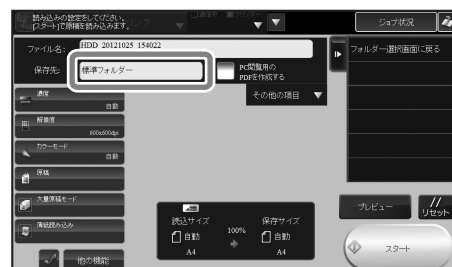 読み込みの設定をしてください。
[スタート]で原稿を読み込みます。
ジョブ状況
ファイル名:
HDD_20121025_154022
フォルダー選択画面に戻る
保存先:
標準フォルダー
PC閲覧用の
PDFを作成する
その他の項目 ▼
濃度
自動
解像度
600x600dpi
カラーモード
自動
原稿
大量原稿モード
薄紙読み込み
他の機能
読込サイズ
自動
A4
100%
保存サイズ
自動
A4
プレビュー
リセット
スタート